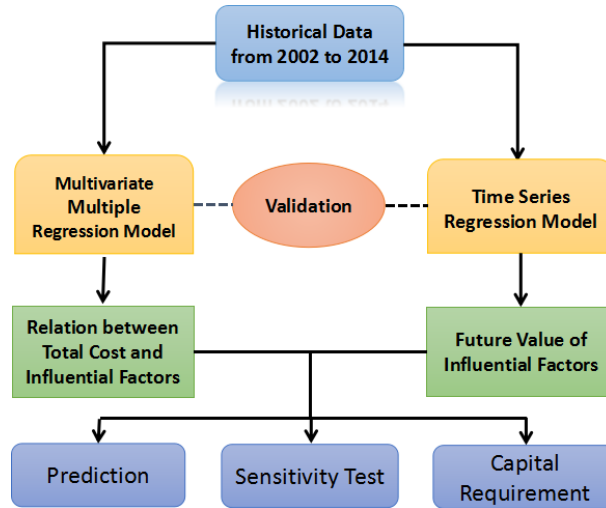 Historical Data
from 2002 to 2014
Multivariate
Multiple
Regression Model
Validation
Time Series
Regression Model
Relation between
Total Cost and
Influential Factors
Future Value of
Influential Factors
Prediction
Sensitivity Test
Capital
Requirement